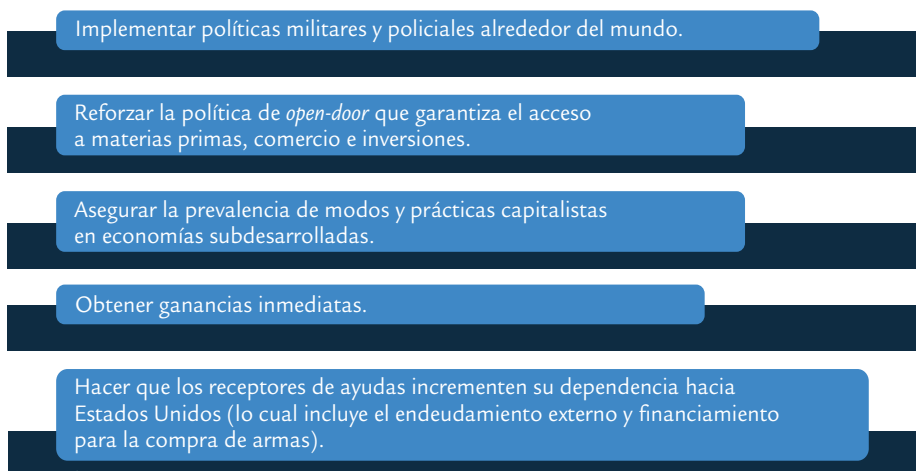 Implementar políticas militares y policiales alrededor del mundo.
Reforzar la política de open-door que garantiza el acceso
a materias primas, comercio e inversiones.
Asegurar la prevalencia de modos y prácticas capitalistas
en economías subdesarrolladas.
Obtener ganancias inmediatas.
Hacer que los receptores de ayudas incrementen su dependencia hacia
Estados Unidos (lo cual incluye el endeudamiento externo y financiamiento
para la compra de armas).